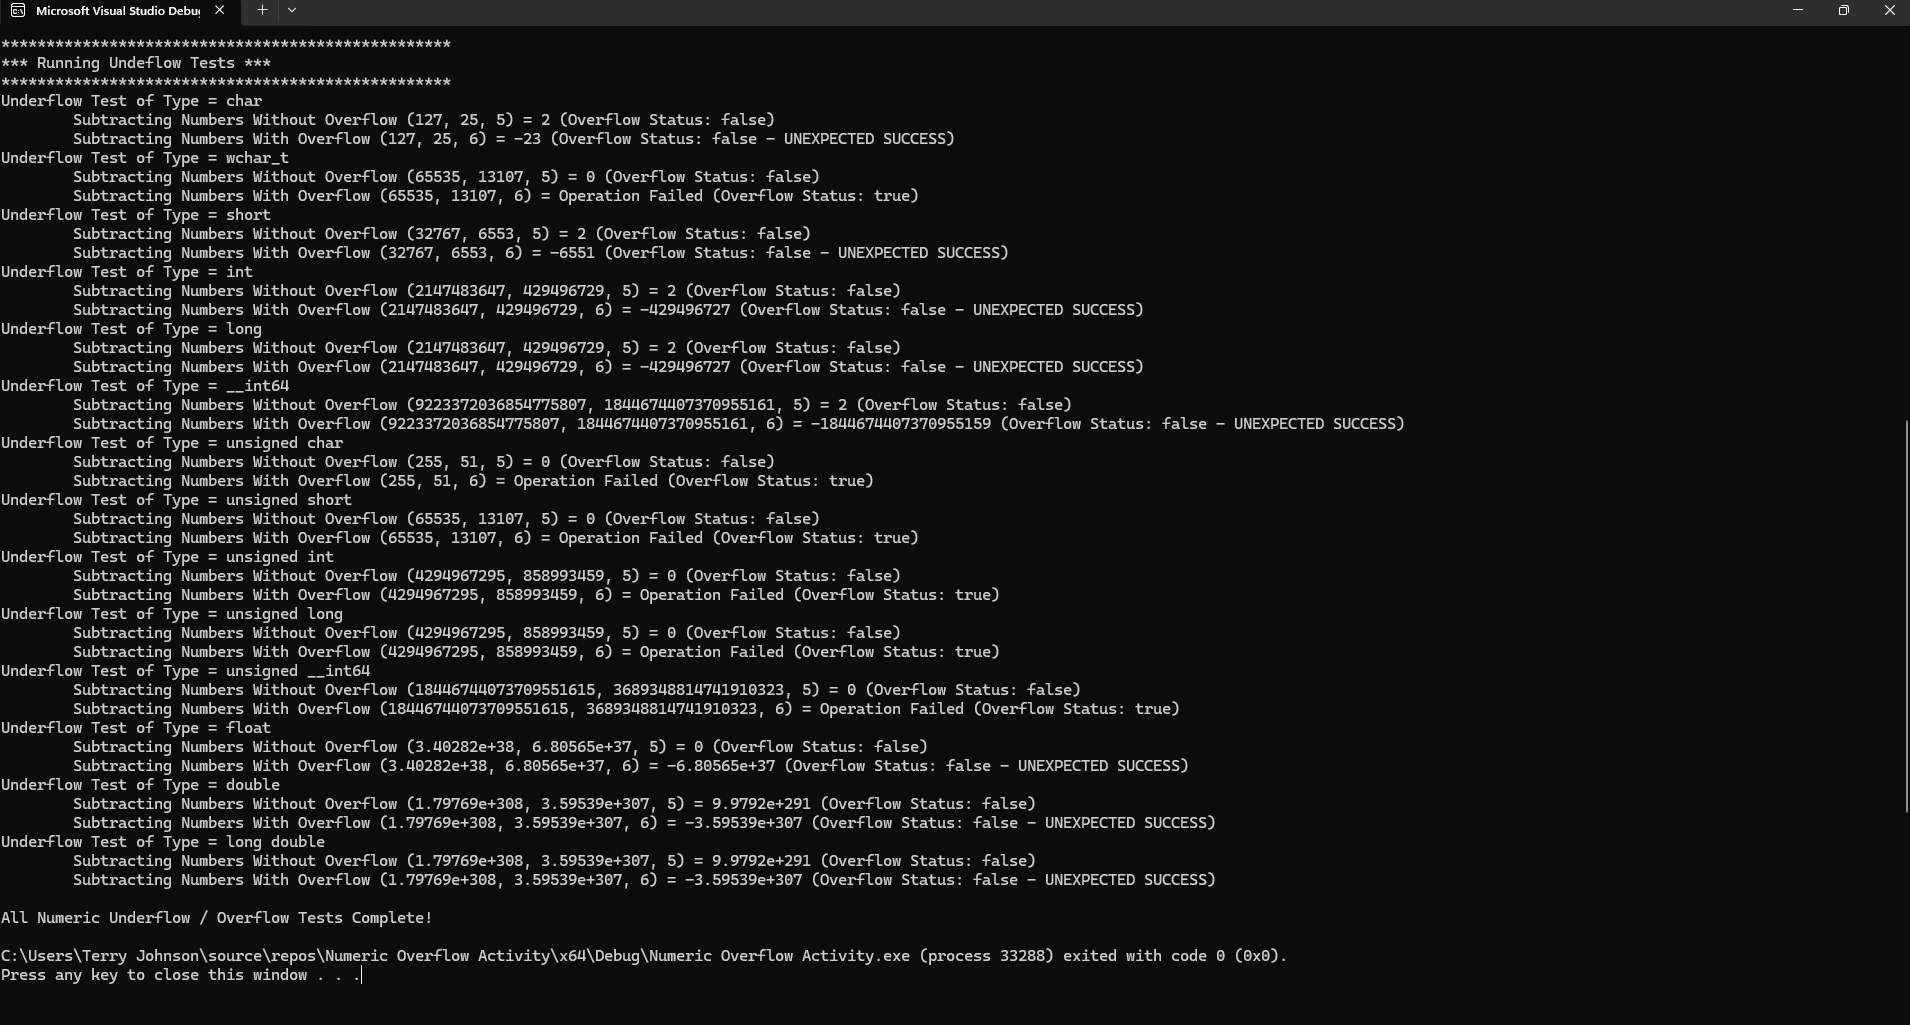 Microsoft Visual Studio Debu
**************************************************
*** Running Undeflow Tests ***
**************************************************
Underflow Test of Type = char
        Subtracting Numbers Without Overflow (127, 25, 5) = 2 (Overflow Status: false)
        Subtracting Numbers With Overflow (127, 25, 6) = -23 (Overflow Status: false - UNEXPECTED SUCCESS)
Underflow Test of Type = wchar_t
        Subtracting Numbers Without Overflow (65535, 13107, 5) = 0 (Overflow Status: false)
        Subtracting Numbers With Overflow (65535, 13107, 6) = Operation Failed (Overflow Status: true)
Underflow Test of Type = short
        Subtracting Numbers Without Overflow (32767, 6553, 5) = 2 (Overflow Status: false)
        Subtracting Numbers With Overflow (32767, 6553, 6) = -6551 (Overflow Status: false - UNEXPECTED SUCCESS)
Underflow Test of Type = int
        Subtracting Numbers Without Overflow (2147483647, 429496729, 5) = 2 (Overflow Status: false)
        Subtracting Numbers With Overflow (2147483647, 429496729, 6) = -429496727 (Overflow Status: false - UNEXPECTED SUCCESS)
Underflow Test of Type = long
        Subtracting Numbers Without Overflow (2147483647, 429496729, 5) = 2 (Overflow Status: false)
        Subtracting Numbers With Overflow (2147483647, 429496729, 6) = -429496727 (Overflow Status: false - UNEXPECTED SUCCESS)
Underflow Test of Type = __int64
        Subtracting Numbers Without Overflow (9223372036854775807, 1844674407370955161, 5) = 2 (Overflow Status: false)
        Subtracting Numbers With Overflow (9223372036854775807, 1844674407370955161, 6) = -1844674407370955159 (Overflow Status: false - UNEXPECTED SUCCESS)
Underflow Test of Type = unsigned char
        Subtracting Numbers Without Overflow (255, 51, 5) = 0 (Overflow Status: false)
        Subtracting Numbers With Overflow (255, 51, 6) = Operation Failed (Overflow Status: true)
Underflow Test of Type = unsigned short
        Subtracting Numbers Without Overflow (65535, 13107, 5) = 0 (Overflow Status: false)
        Subtracting Numbers With Overflow (65535, 13107, 6) = Operation Failed (Overflow Status: true)
Underflow Test of Type = unsigned int
        Subtracting Numbers Without Overflow (4294967295, 858993459, 5) = 0 (Overflow Status: false)
        Subtracting Numbers With Overflow (4294967295, 858993459, 6) = Operation Failed (Overflow Status: true)
Underflow Test of Type = unsigned long
        Subtracting Numbers Without Overflow (4294967295, 858993459, 5) = 0 (Overflow Status: false)
        Subtracting Numbers With Overflow (4294967295, 858993459, 6) = Operation Failed (Overflow Status: true)
Underflow Test of Type = unsigned __int64
        Subtracting Numbers Without Overflow (18446744073709551615, 3689348814741910323, 5) = 0 (Overflow Status: false)
        Subtracting Numbers With Overflow (18446744073709551615, 3689348814741910323, 6) = Operation Failed (Overflow Status: true)
Underflow Test of Type = float
        Subtracting Numbers Without Overflow (3.40282e+38, 6.80565e+37, 5) = 0 (Overflow Status: false)
        Subtracting Numbers With Overflow (3.40282e+38, 6.80565e+37, 6) = -6.80565e+37 (Overflow Status: false - UNEXPECTED SUCCESS)
Underflow Test of Type = double
        Subtracting Numbers Without Overflow (1.79769e+308, 3.59539e+307, 5) = 9.9792e+291 (Overflow Status: false)
        Subtracting Numbers With Overflow (1.79769e+308, 3.59539e+307, 6) = -3.59539e+307 (Overflow Status: false - UNEXPECTED SUCCESS)
Underflow Test of Type = long double
        Subtracting Numbers Without Overflow (1.79769e+308, 3.59539e+307, 5) = 9.9792e+291 (Overflow Status: false)
        Subtracting Numbers With Overflow (1.79769e+308, 3.59539e+307, 6) = -3.59539e+307 (Overflow Status: false - UNEXPECTED SUCCESS)
All Numeric Underflow / Overflow Tests Complete!
C:\Users\Terry Johnson\source\repos\Numeric Overflow Activity\x64\Debug\Numeric Overflow Activity.exe (process 33288) exited with code 0 (0x0).
Press any key to close this window . . .